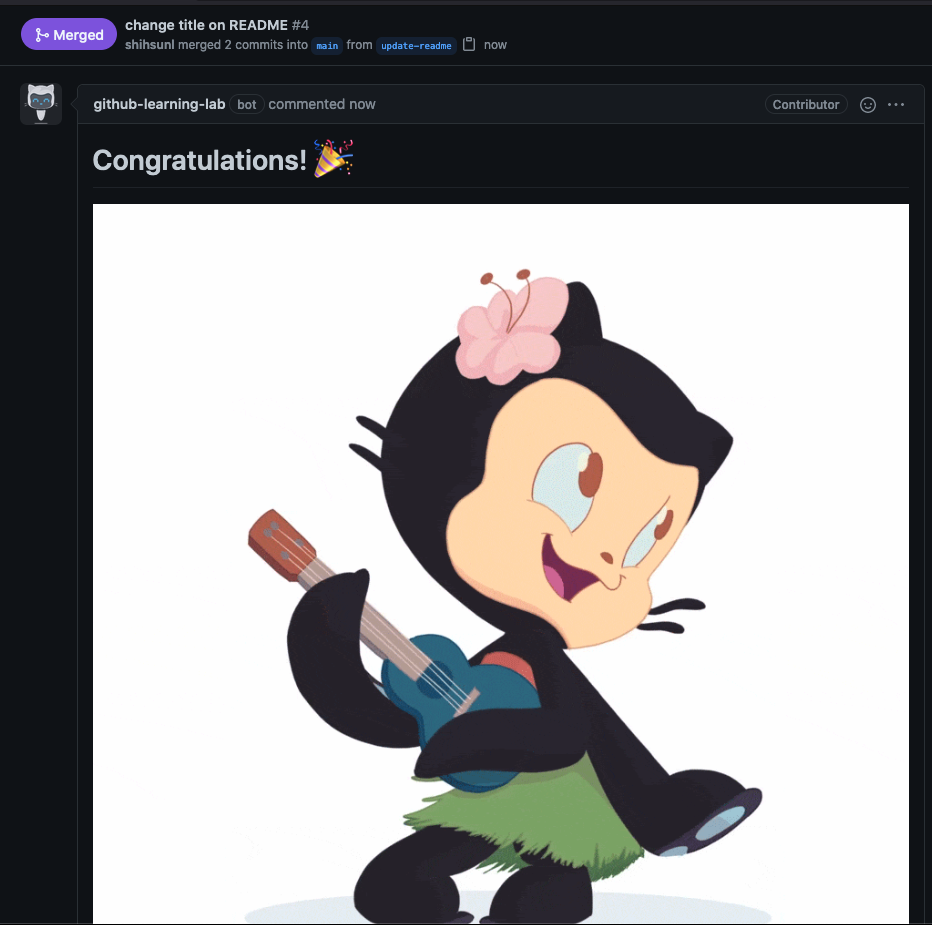 Merged
change title on README #4
shihsunl merged 2 commits into main from update-readme now
github-learning-lab bot commented now
Contributor
Congratulations! 🎉